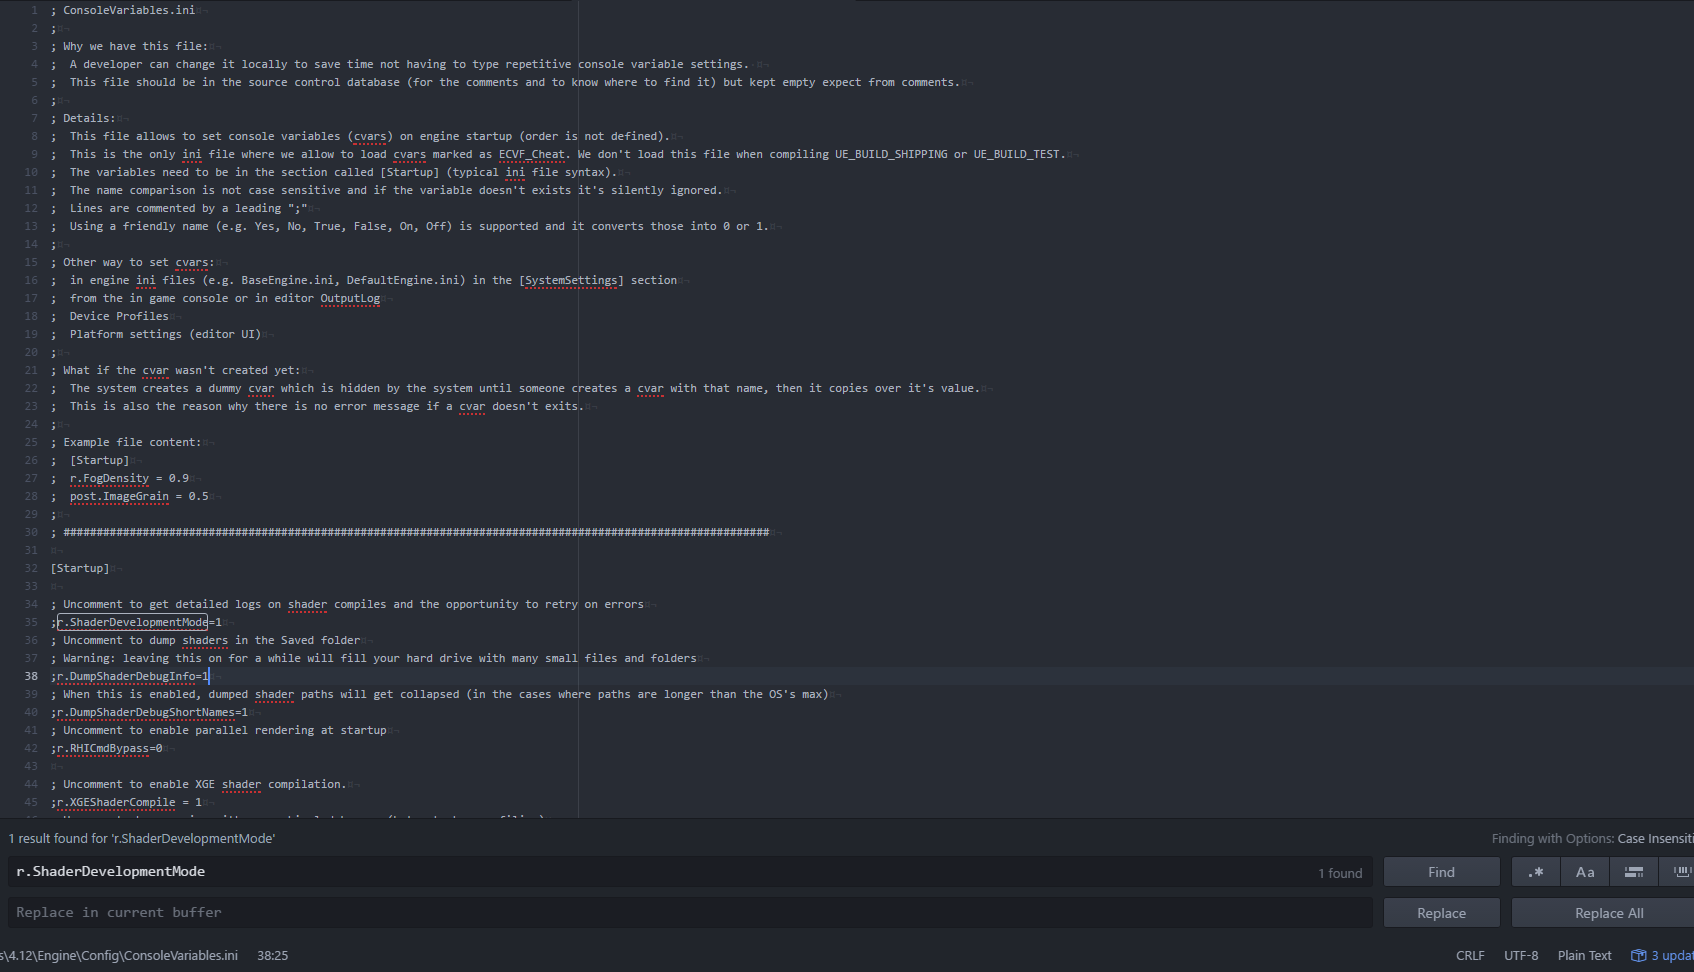 1 ; ConsoleVariables.ini
2 ;
3 ; Why we have this file:
4 ;  A developer can change it locally to save time not having to type repetitive console variable settings.
5 ;  This file should be in the source control database (for the comments and to know where to find it) but kept empty expect from comments.
6 ;
7 ; Details:
8 ;  This file allows to set console variables (cvars) on engine startup (order is not defined).
9 ;  This is the only ini file where we allow to load cvars marked as ECVF_Cheat. We don't load this file when compiling UE_BUILD_SHIPPING or UE_BUILD_TEST.
10 ;  The variables need to be in the section called [Startup] (typical ini file syntax).
11 ;  The name comparison is not case sensitive and if the variable doesn't exists it's silently ignored.
12 ;  Lines are commented by a leading ";"
13 ;  Using a friendly name (e.g. Yes, No, True, False, On, Off) is supported and it converts those into 0 or 1.
14 ;
15 ; Other way to set cvars:
16 ;  in engine ini files (e.g. BaseEngine.ini, DefaultEngine.ini) in the [SystemSettings] section
17 ;  from the in game console or in editor OutputLog
18 ;  Device Profiles
19 ;  Platform settings (editor UI)
20 ;
21 ; What if the cvar wasn't created yet:
22 ;  The system creates a dummy cvar which is hidden by the system until someone creates a cvar with that name, then it copies over it's value.
23 ;  This is also the reason why there is no error message if a cvar doesn't exits.
24 ;
25 ; Example file content:
26 ;  [Startup]
27 ;  r.FogDensity = 0.9
28 ;  post.ImageGrain = 0.5
29 ;
30 ; ###########################################################################################################
31
32 [Startup]
33
34 ; Uncomment to get detailed logs on shader compiles and the opportunity to retry on errors
35 ;r.ShaderDevelopmentMode=1
36 ; Uncomment to dump shaders in the Saved folder
37 ; Warning: leaving this on for a while will fill your hard drive with many small files and folders
38 ;r.DumpShaderDebugInfo=1
39 ; When this is enabled, dumped shader paths will get collapsed (in the cases where paths are longer than the OS's max)
40 ;r.DumpShaderDebugShortNames=1
41 ; Uncomment to enable parallel rendering at startup
42 ;r.RHICmdBypass=0
43
44 ; Uncomment to enable XGE shader compilation.
45 ;r.XGEShaderCompile = 1
1 result found for 'r.ShaderDevelopmentMode' Finding with Options: Case Insensiti
r.ShaderDevelopmentMode 1 found Find .* Aa
Replace in current buffer Replace Replace All
s\4.12\Engine\Config\ConsoleVariables.ini 38:25 CRLF UTF-8 Plain Text 3 updat